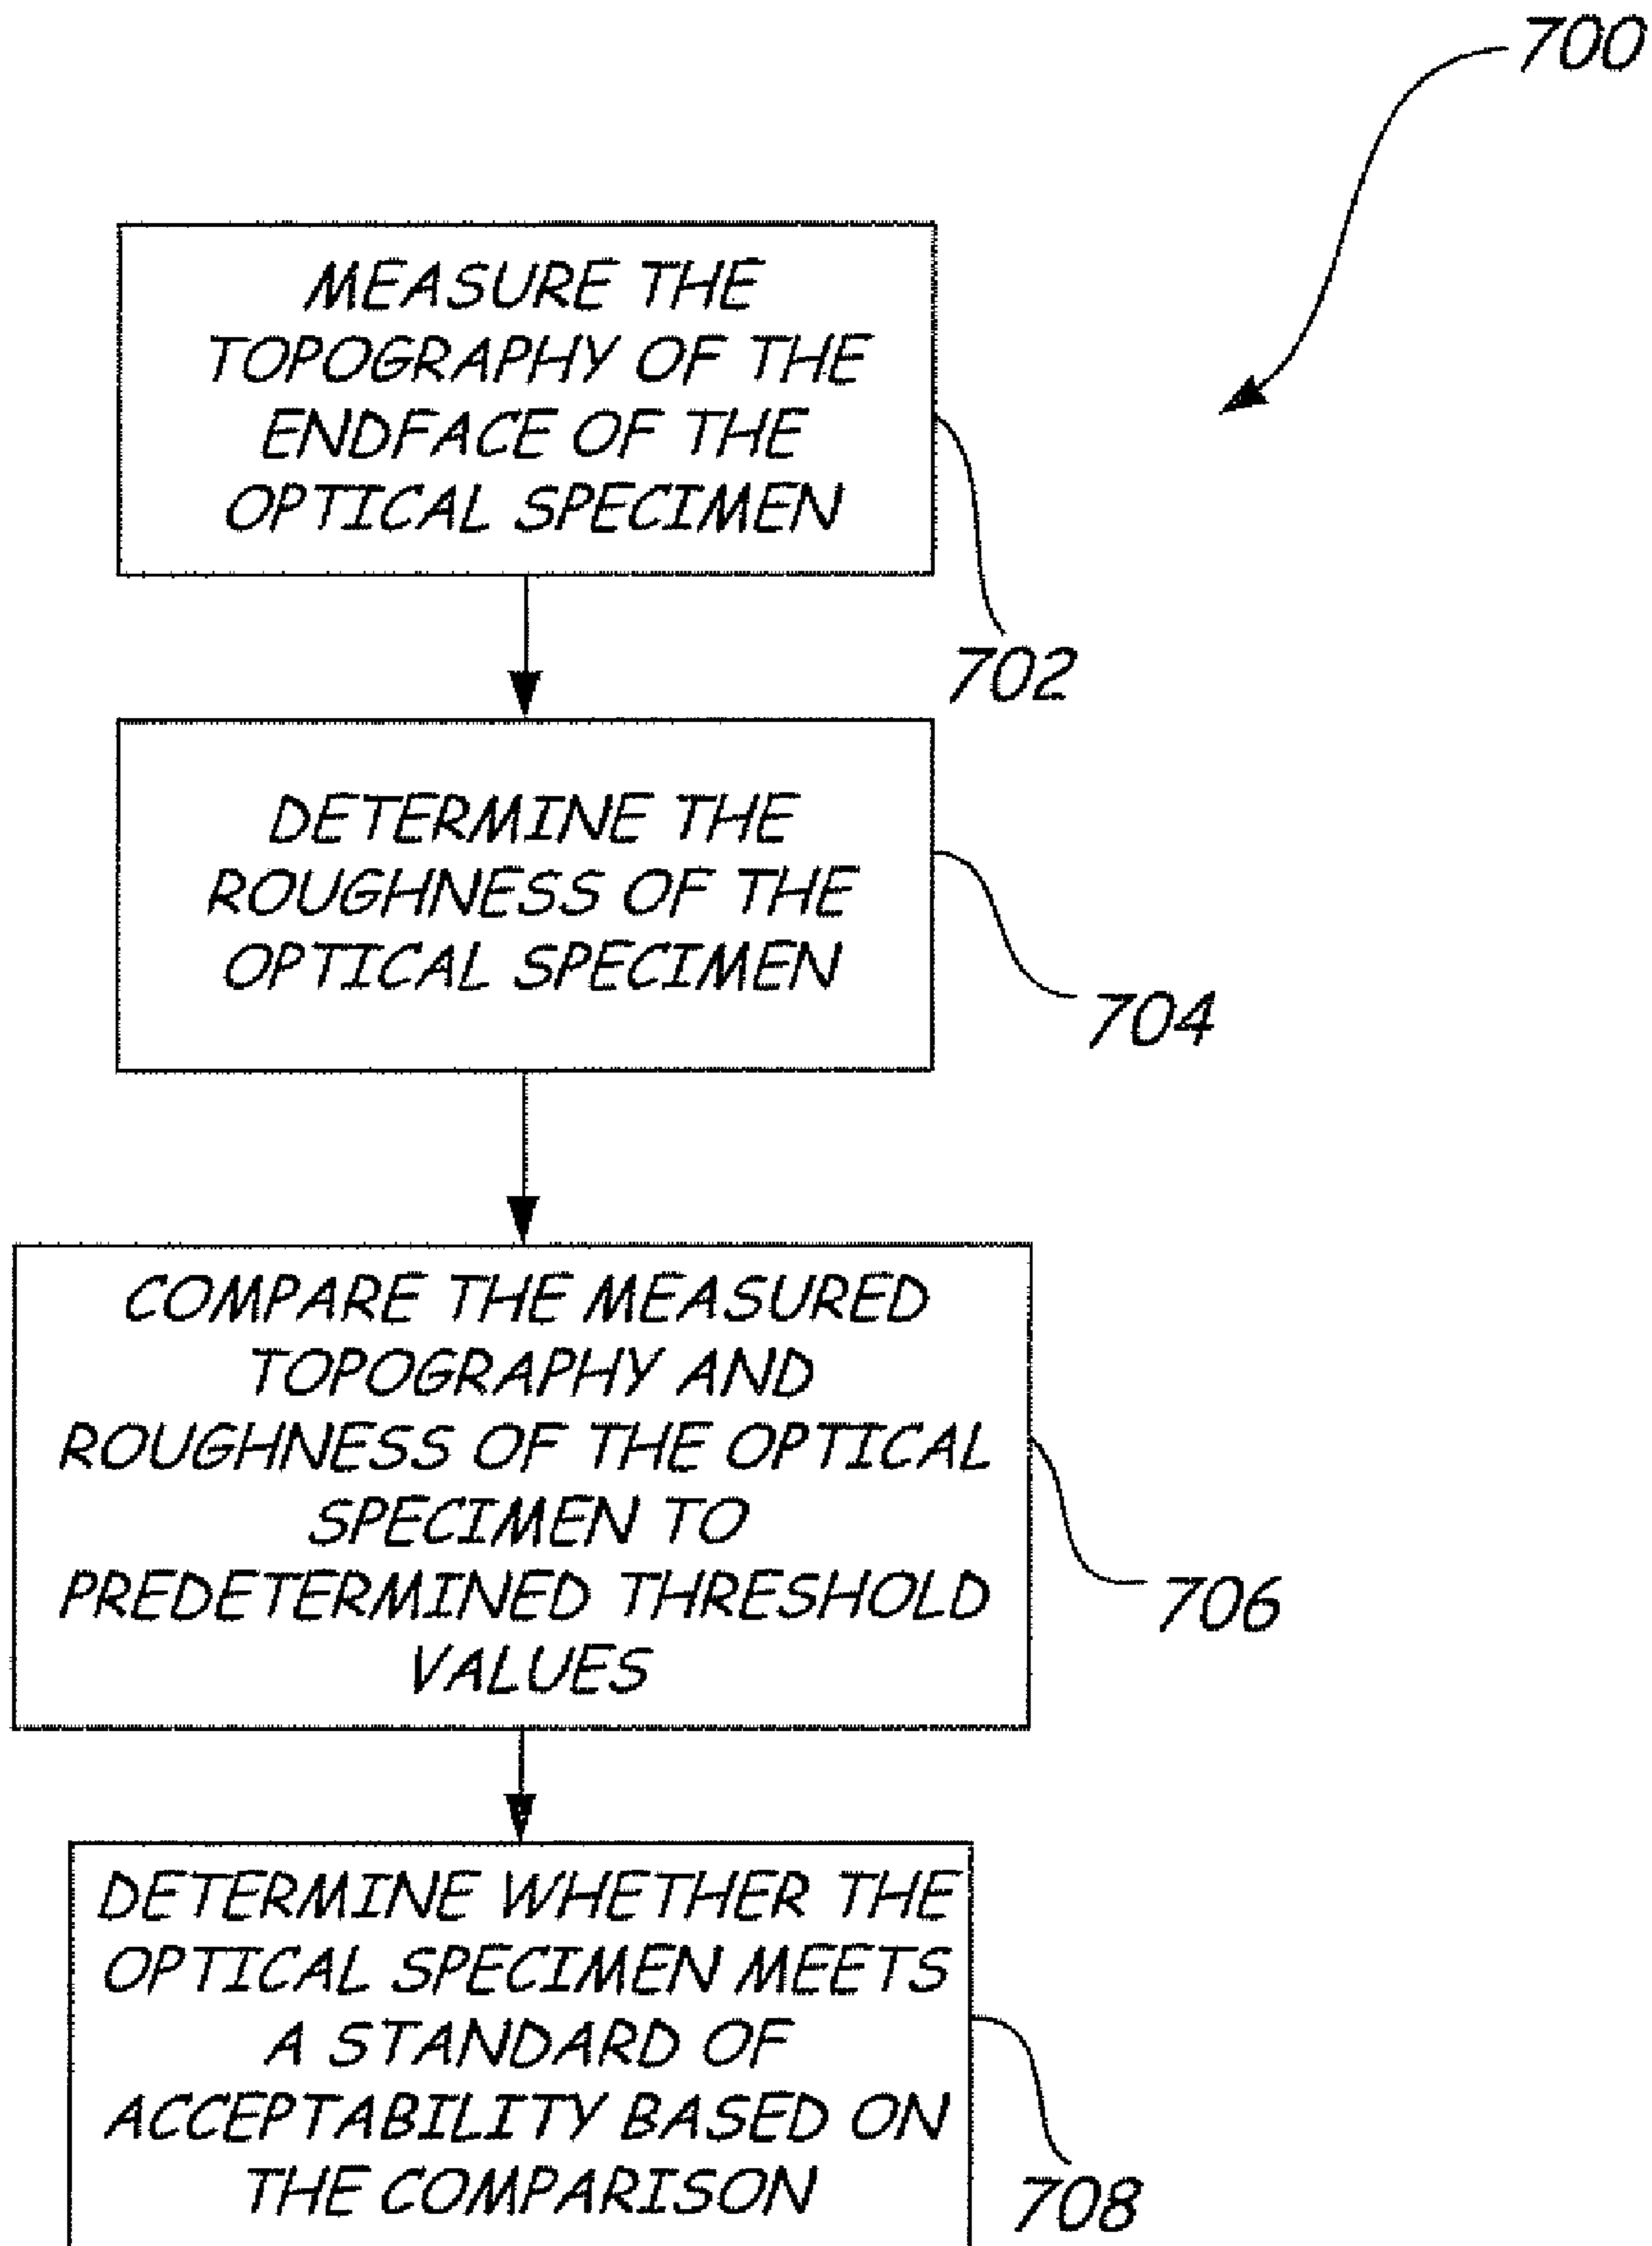 700
MEASURE THE
TOPOGRAPHY OF THE
ENDFACE OF THE
OPTICAL SPECIMEN
702
DETERMINE THE
ROUGHNESS OF THE
OPTICAL SPECIMEN
704
COMPARE THE MEASURED
TOPOGRAPHY AND
ROUGHNESS OF THE OPTICAL
SPECIMEN TO
PREDETERMINED THRESHOLD
VALUES
706
DETERMINE WHETHER THE
OPTICAL SPECIMEN MEETS
A STANDARD OF
ACCEPTABILITY BASED ON
THE COMPARISON
708